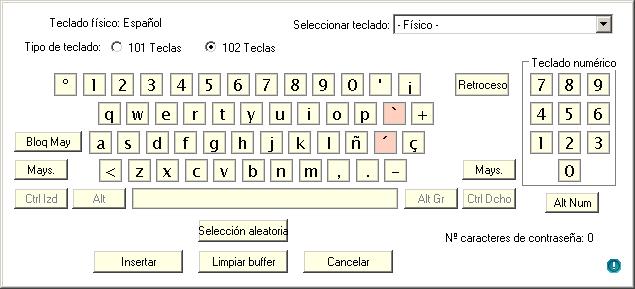 Teclado físico: Español
Seleccionar teclado: - Físico -
Tipo de teclado: 101 Teclas 102 Teclas
Teclado numérico
º 1 2 3 4 5 6 7 8 9 0 ' ¡ Retroceso 7 8 9
q w e r t y u i o p ` + 4 5 6
Bloq May a s d f g h j k l ñ ´ ç 1 2 3
Mays. < z x c v b n m , . - Mays. 0
Ctrl Izd Alt Alt Gr Ctrl Dcho Alt Num
Selección aleatoria
Nº caracteres de contraseña: 0
Insertar Limpiar buffer Cancelar